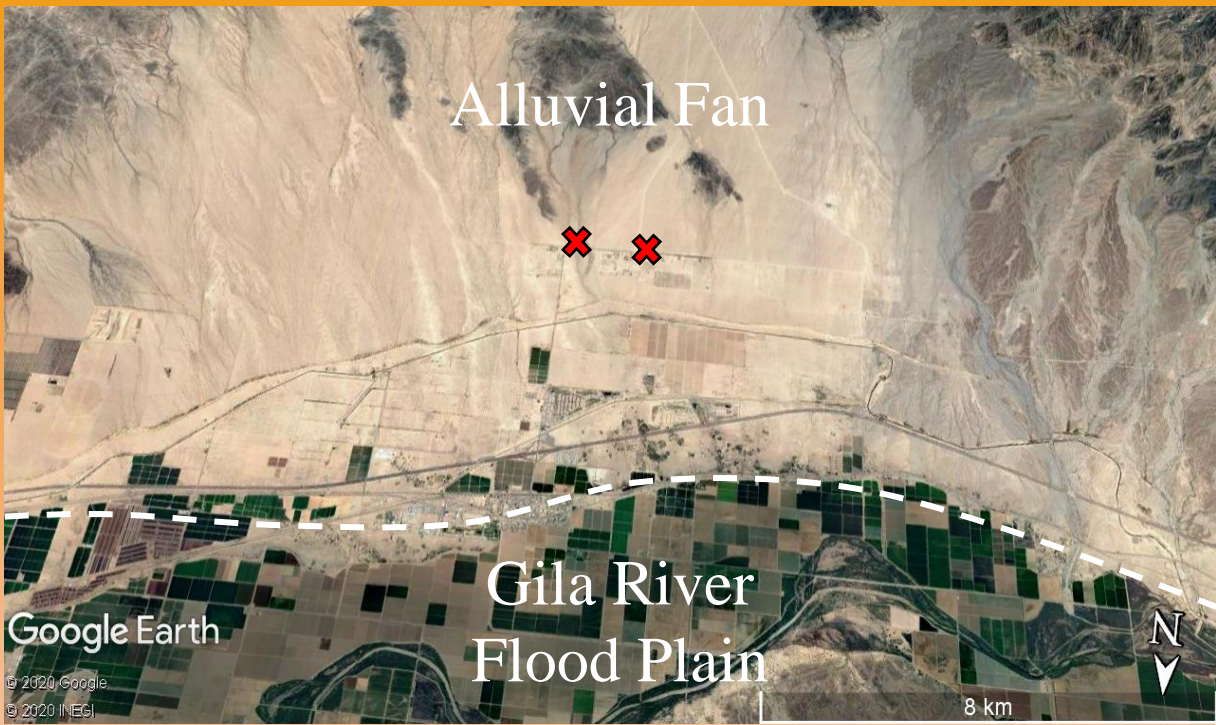 Alluvial Fan
Gila River
Flood Plain
Google Earth
© 2020 Google
© 2020 INEGI
N
8 km